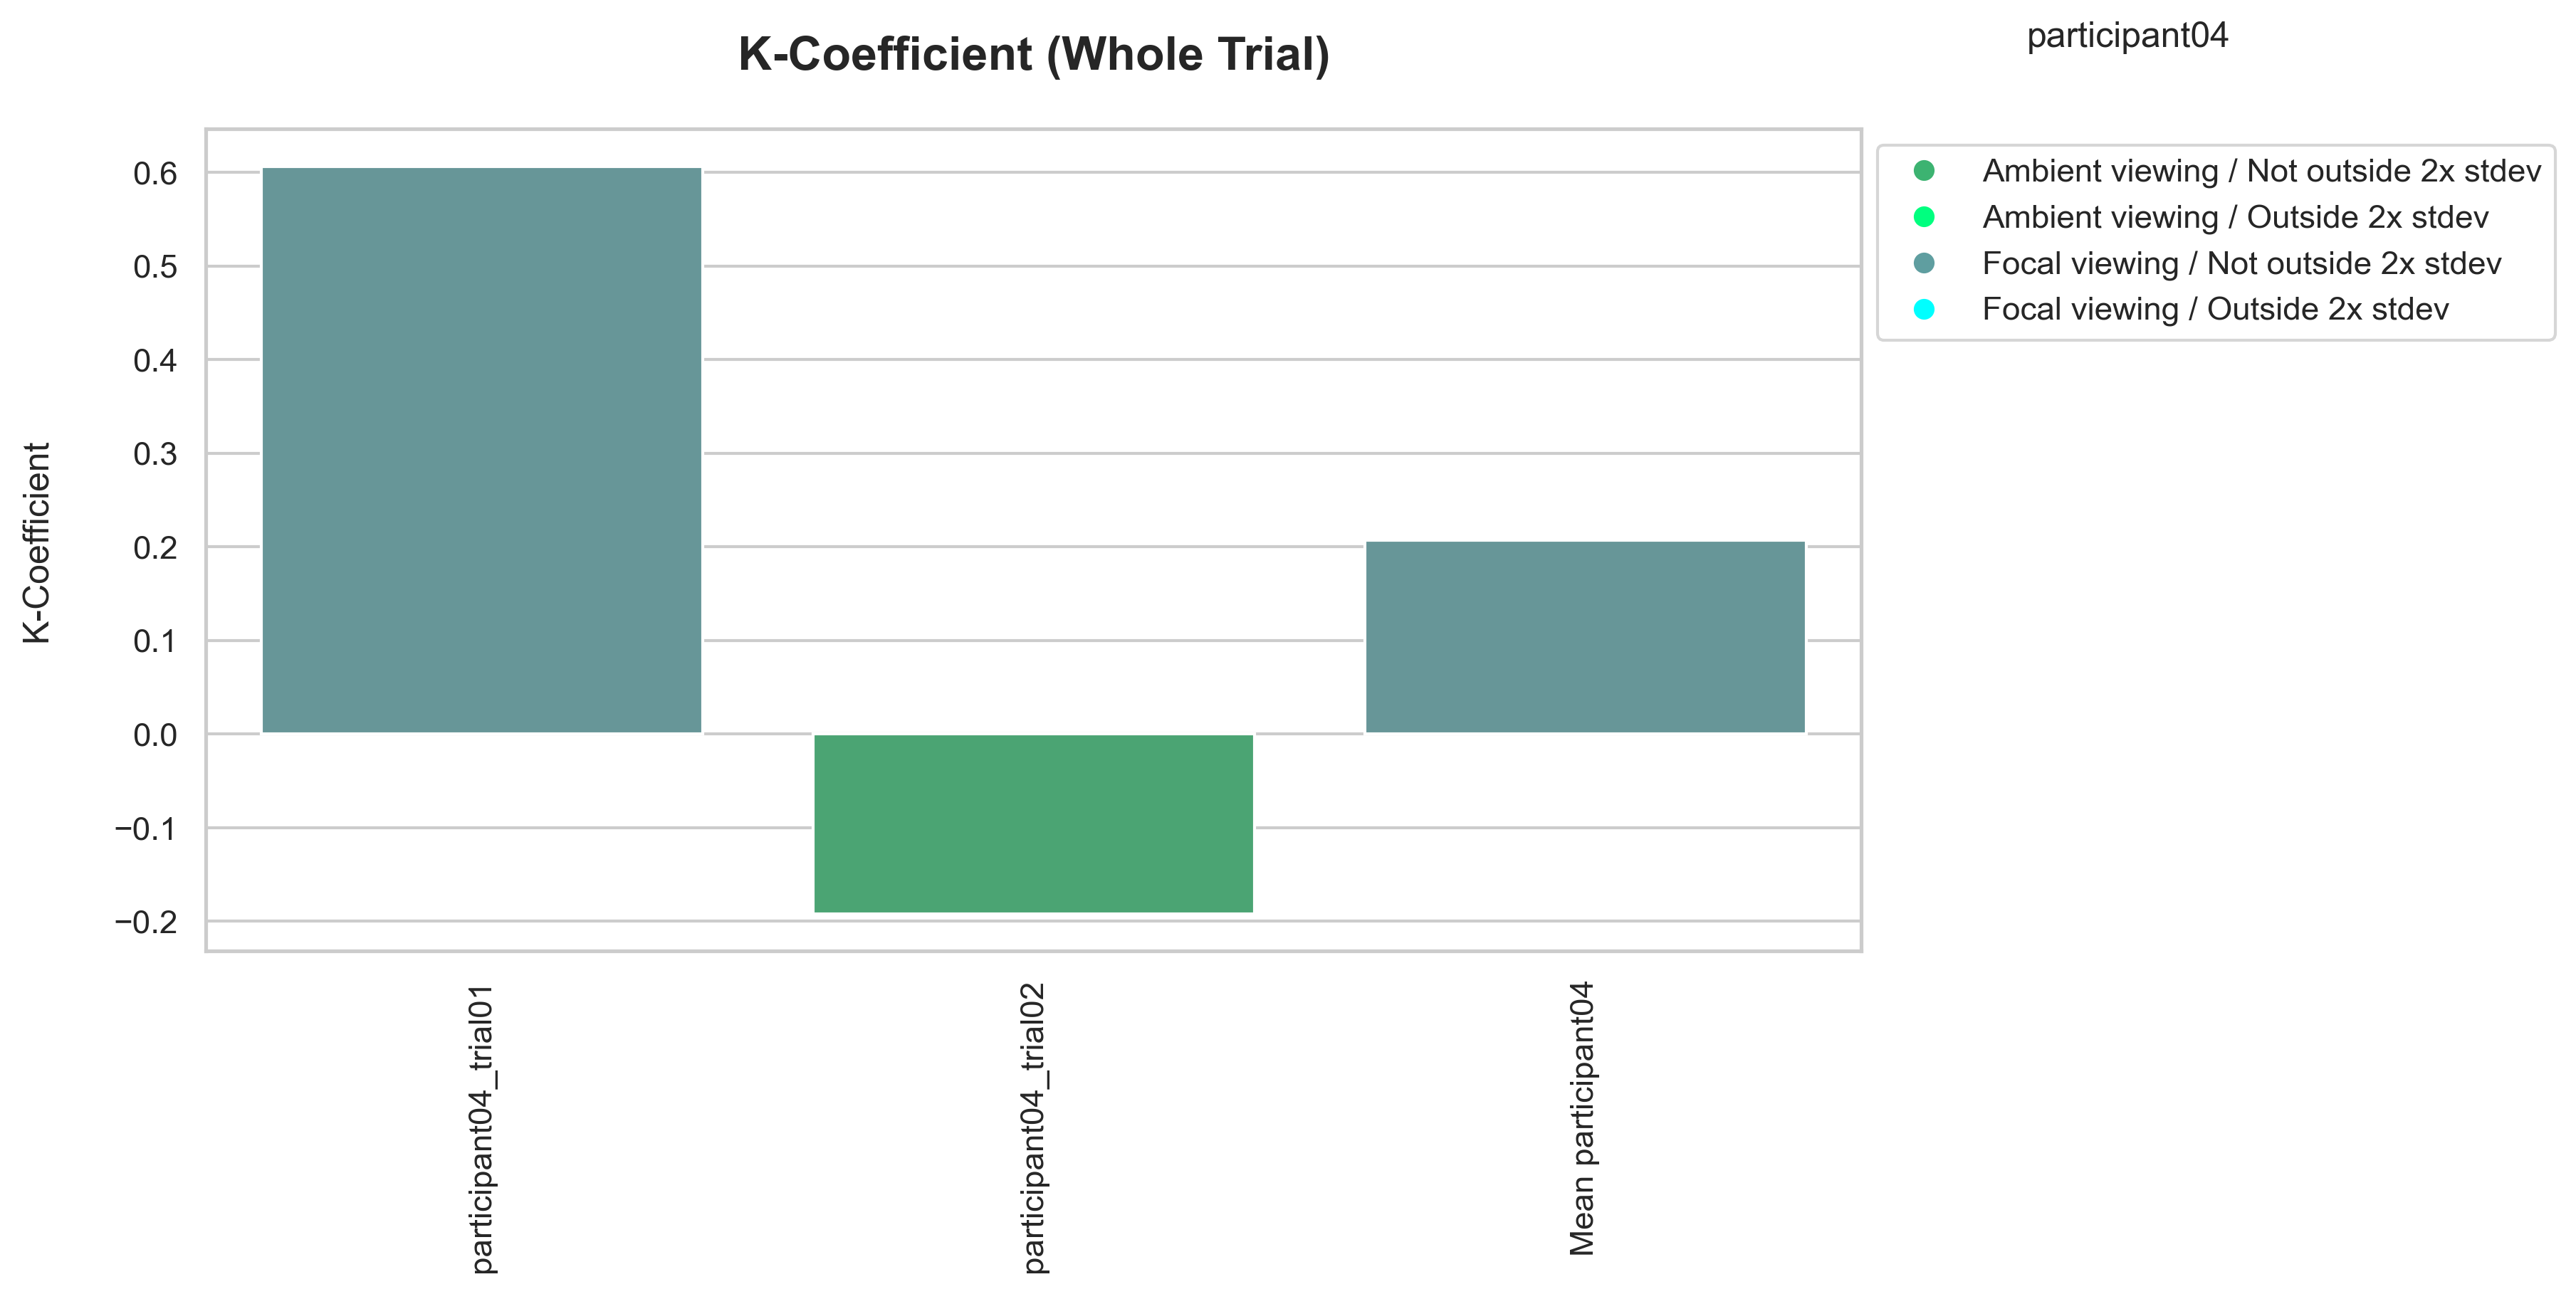 K-Coefficient (Whole Trial)
participant04
Ambient viewing / Not outside 2x stdev
Ambient viewing / Outside 2x stdev
Focal viewing / Not outside 2x stdev
Focal viewing / Outside 2x stdev
K-Coefficient
0.6
0.5
0.4
0.3
0.2
0.1
0.0
−0.1
−0.2
participant04_trial01
participant04_trial02
Mean participant04